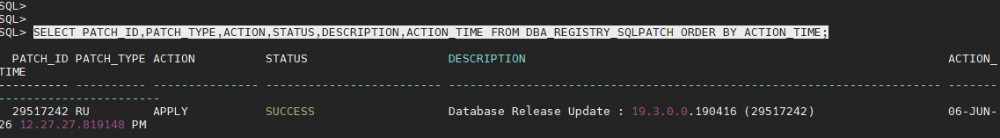 SQL>
SQL>
SQL> SELECT PATCH_ID,PATCH_TYPE,ACTION,STATUS,DESCRIPTION,ACTION_TIME FROM DBA_REGISTRY_SQLPATCH ORDER BY ACTION_TIME;
PATCH_ID PATCH_TYPE ACTION STATUS DESCRIPTION ACTION_
TIME
---------- ---------- --------------- ------------------------- -------------------------------------------------------------------- -------
----------------------
29517242 RU APPLY SUCCESS Database Release Update : 19.3.0.0.190416 (29517242) 06-JUN-
26 12.27.27.819148 PM